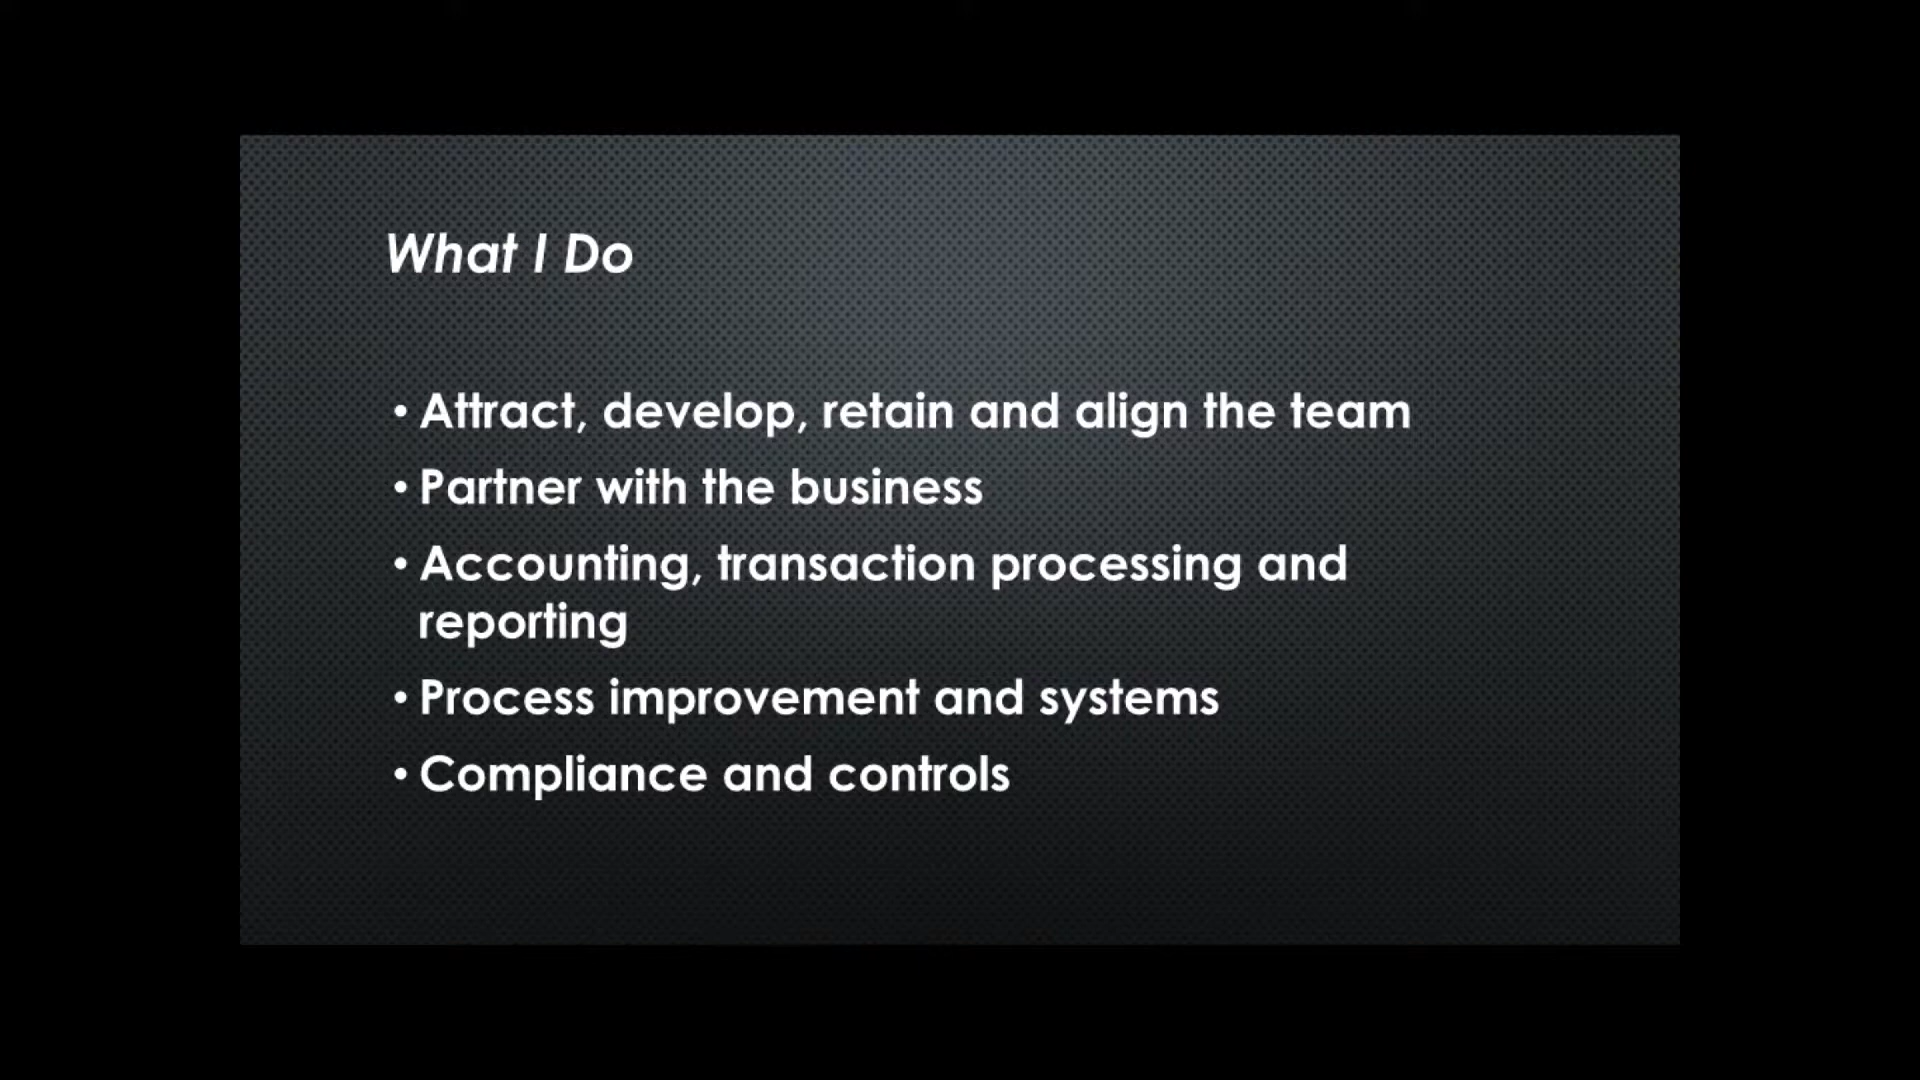 What I Do
• Attract, develop, retain and align the team
• Partner with the business
• Accounting, transaction processing and
reporting
• Process improvement and systems
• Compliance and controls